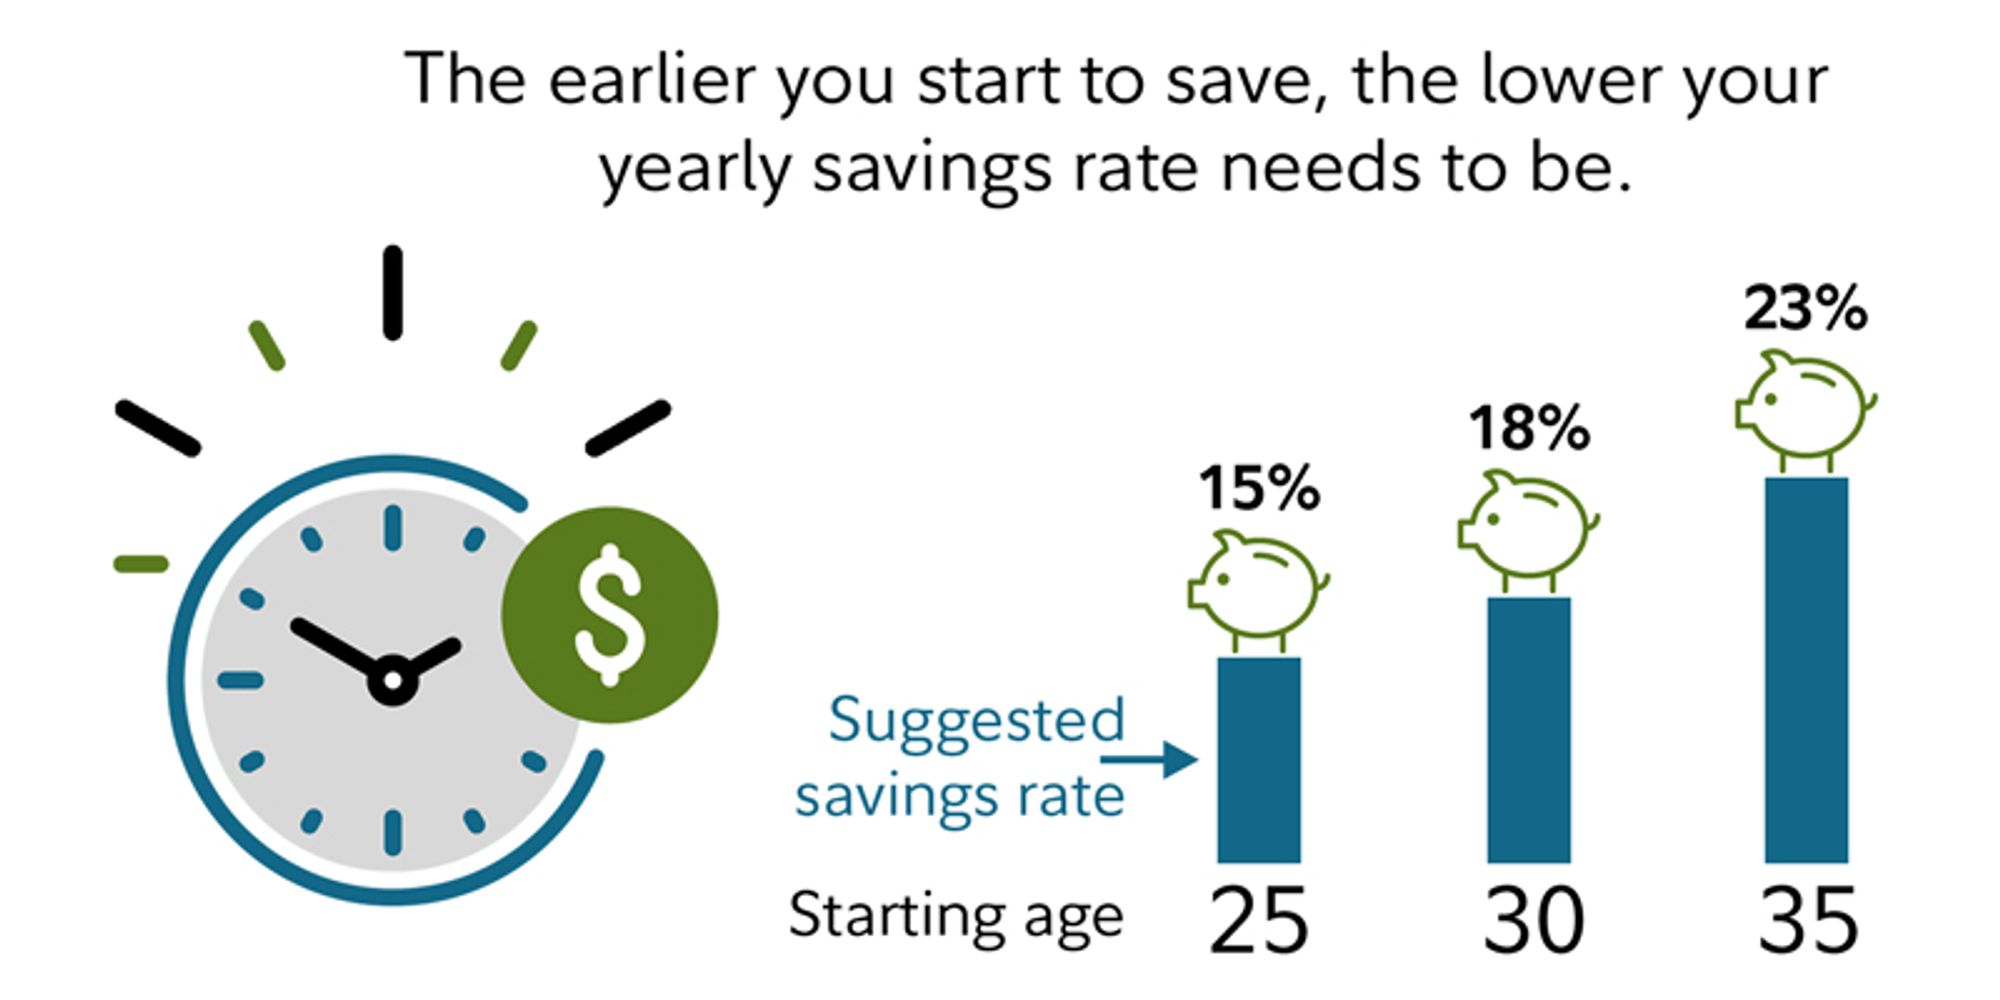 The earlier you start to save, the lower your
yearly savings rate needs to be.
$
15%
18%
23%
Suggested
savings rate
Starting age 25 30 35